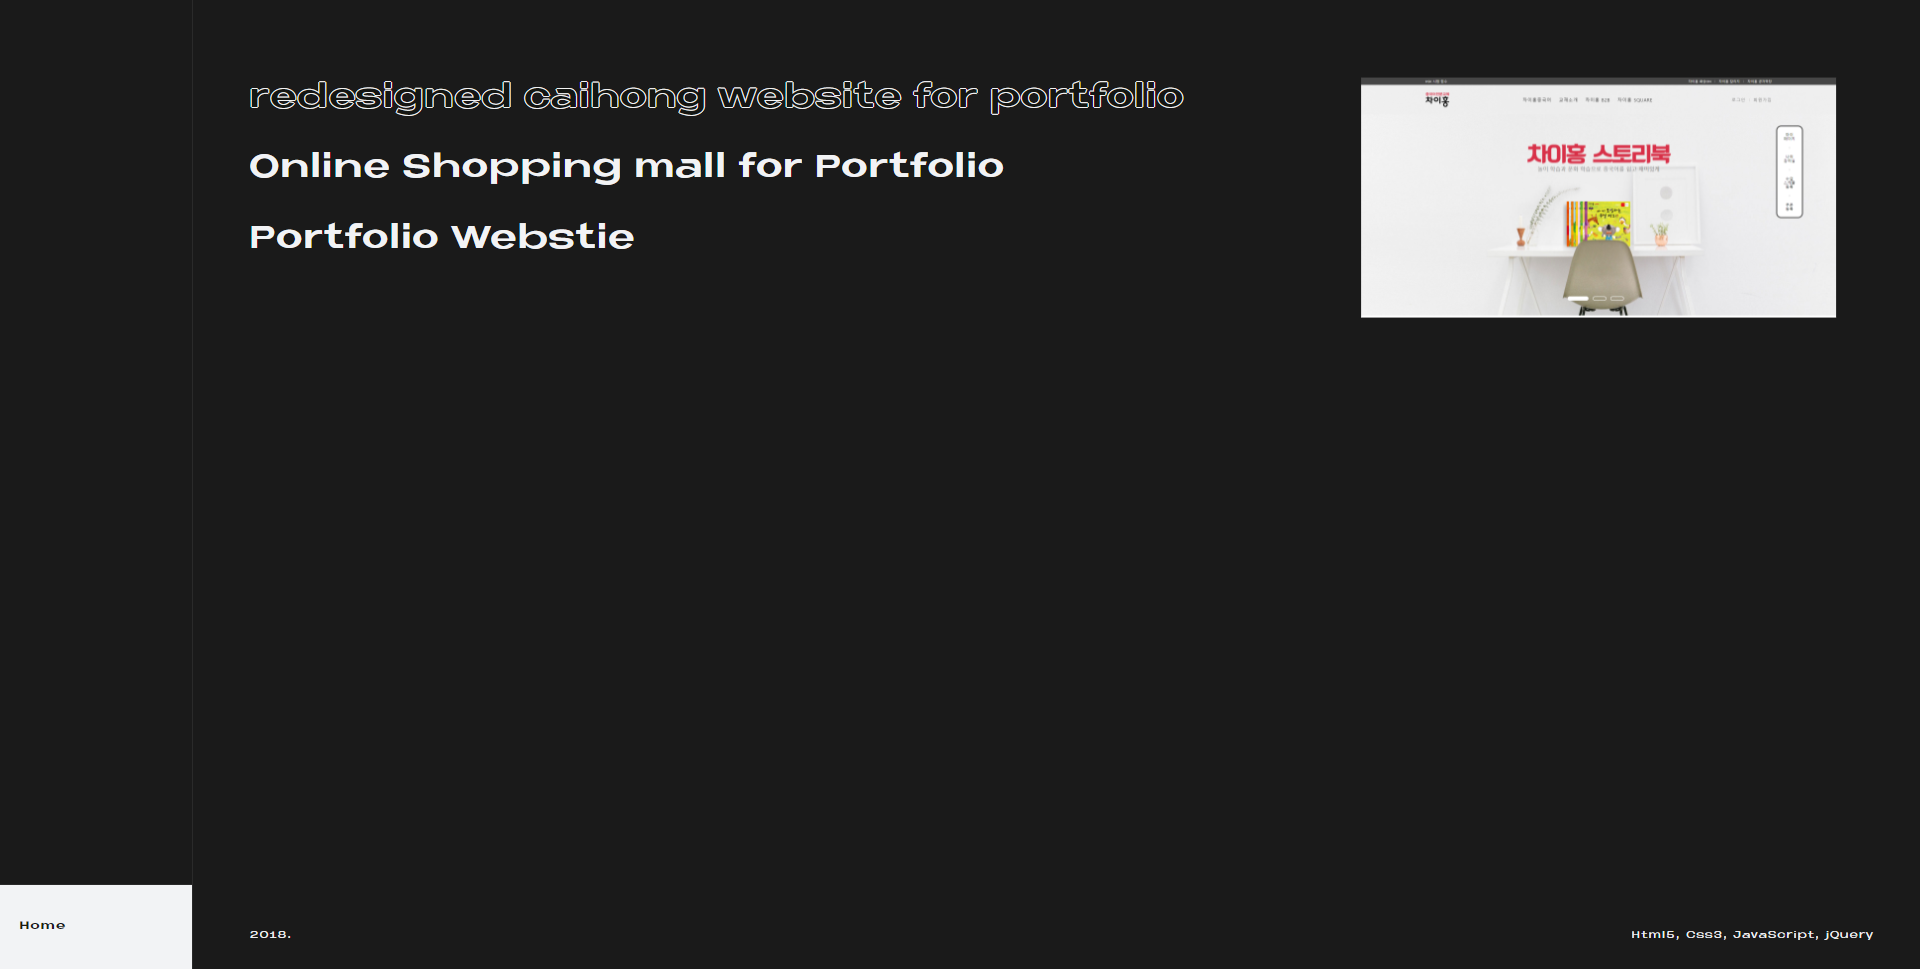 redesigned caihong website for portfolio
Online Shopping mall for Portfolio
Portfolio Webstie
차이홍
차이홍 스토리북
Home
2018.
Html5, Css3, JavaScript, jQuery